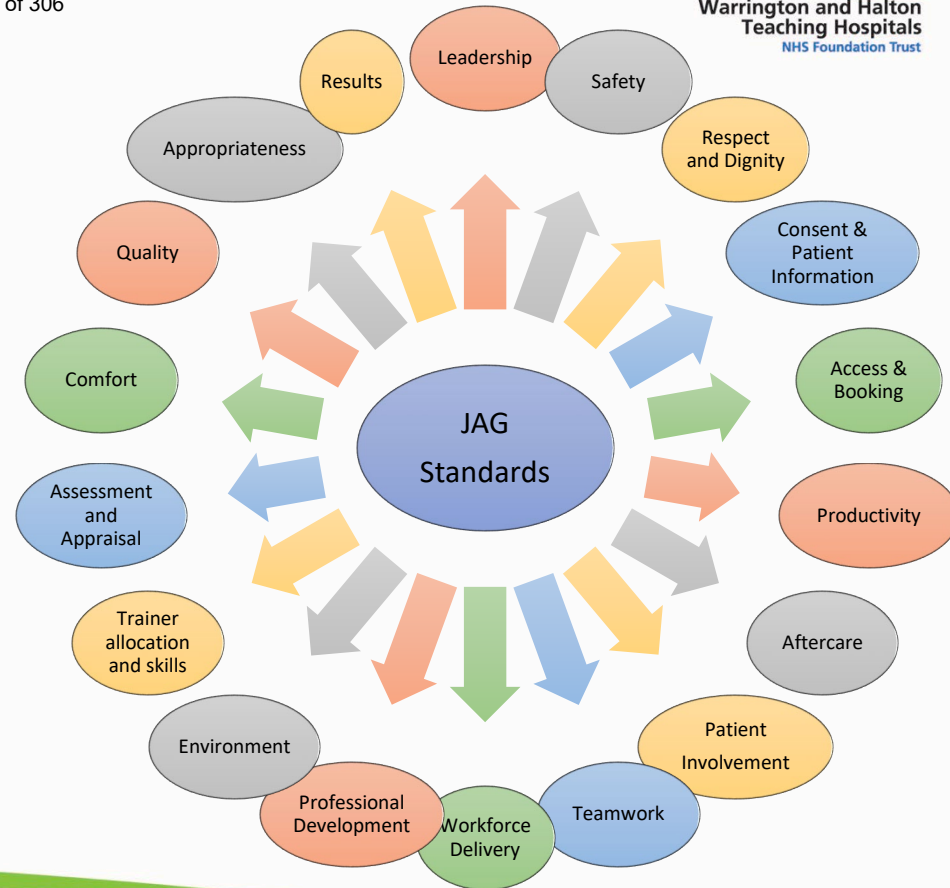 of 306
Warrington and Halton
Teaching Hospitals
NHS Foundation Trust
Leadership
Safety
Respect
and Dignity
Consent &
Patient
Information
Access &
Booking
Productivity
Aftercare
Patient
Involvement
Teamwork
Workforce
Delivery
Professional
Development
Environment
Trainer
allocation
and skills
Assessment
and
Appraisal
Comfort
Quality
Appropriateness
Results
JAG
Standards